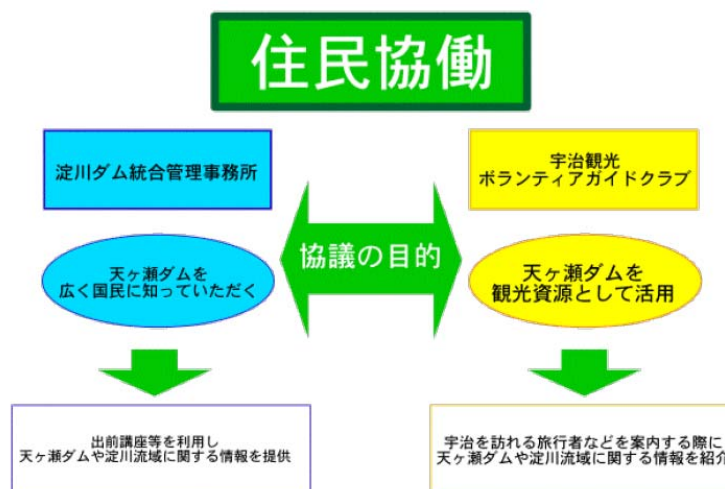 住民協働
淀川ダム統合管理事務所
宇治観光
ボランティアガイドクラブ
協議の目的
天ヶ瀬ダムを
広く国民に知っていただく
天ヶ瀬ダムを
観光資源として活用
出前講座等を利用し
天ヶ瀬ダムや淀川流域に関する情報を提供
宇治を訪れる旅行者などを案内する際に
天ヶ瀬ダムや淀川流域に関する情報を紹介